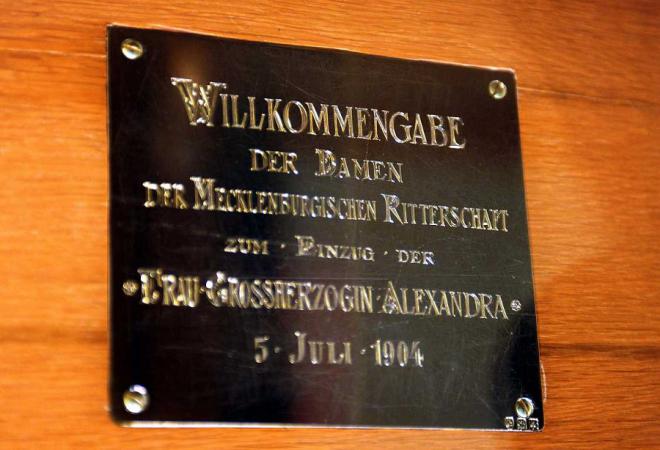 WILLKOMMENGABE
DER DAMEN
DER MECKLENBURGISCHEN RITTERSCHAFT
ZUM · EINZUG · DER
FRAU · GROSSHERZOGIN · ALEXANDRA
5 · JULI · 1904